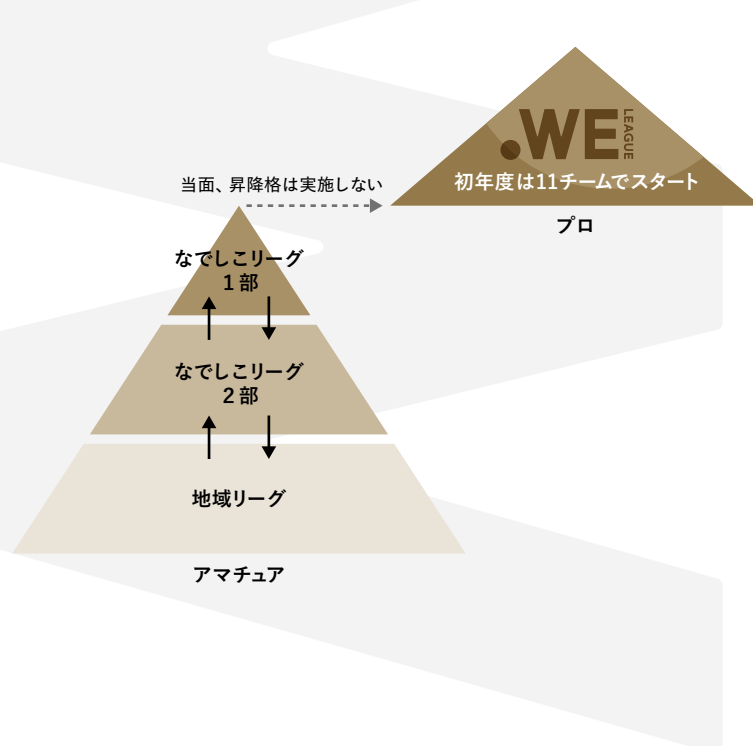 .WE
LEAGUE
初年度は11チームでスタート
プロ
当面、昇降格は実施しない
なでしこリーグ
1部
なでしこリーグ
2部
地域リーグ
アマチュア